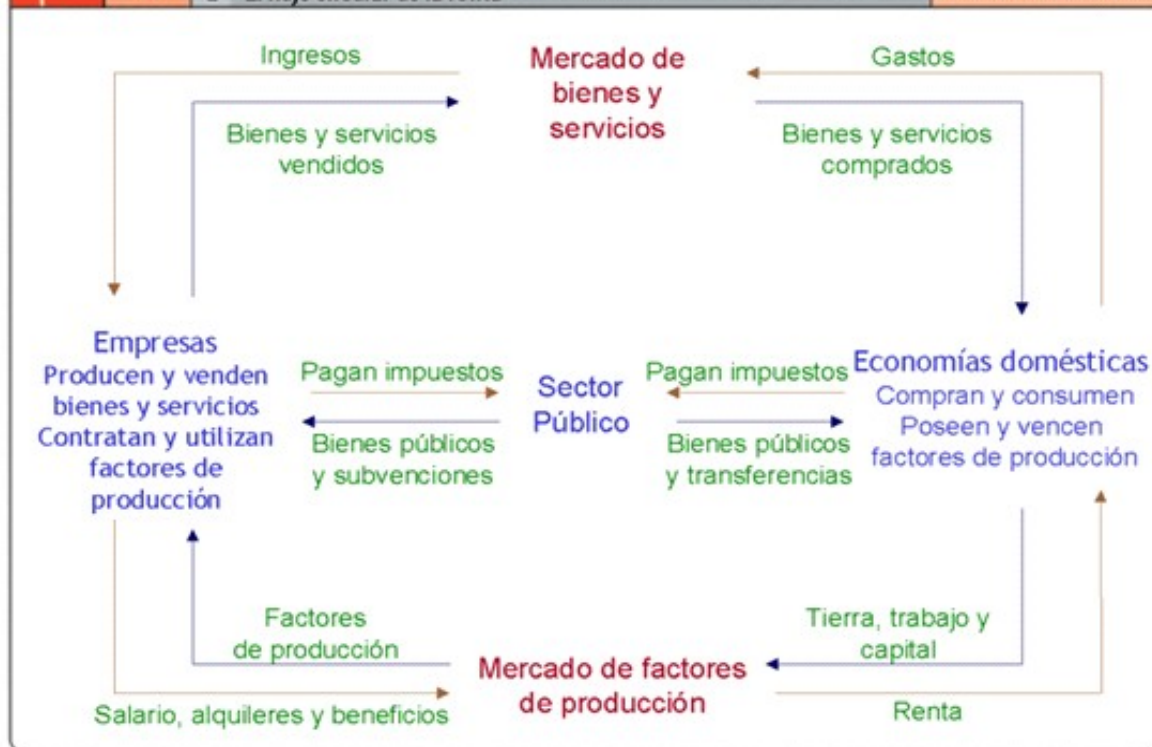 Ingresos
Mercado de
bienes y
servicios
Gastos
Bienes y servicios
vendidos
Bienes y servicios
comprados
Empresas
Producen y venden
bienes y servicios
Contratan y utilizan
factores de
producción
Pagan impuestos
Bienes públicos
y subvenciones
Sector
Público
Pagan impuestos
Bienes públicos
y transferencias
Economías domésticas
Compran y consumen
Poseen y vencen
factores de producción
Factores
de producción
Tierra, trabajo y
capital
Mercado de factores
de producción
Salario, alquileres y beneficios
Renta